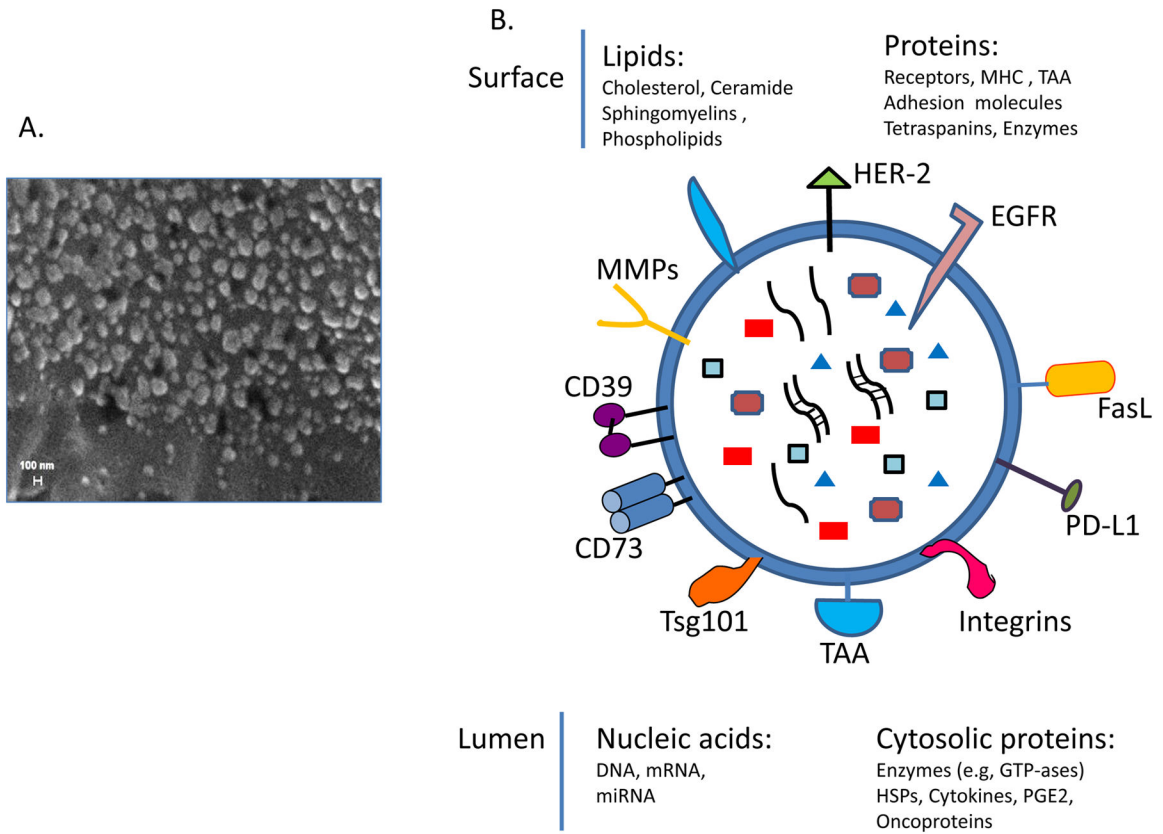 A.
100 nm
B.
Surface
Lipids:
Cholesterol, Ceramide
Sphingomyelins ,
Phospholipids
Proteins:
Receptors, MHC , TAA
Adhesion  molecules
Tetraspanins, Enzymes
HER-2
EGFR
MMPs
CD39
FasL
CD73
PD-L1
Tsg101
Integrins
TAA
Lumen
Nucleic acids:
DNA, mRNA,
miRNA
Cytosolic proteins:
Enzymes (e.g, GTP-ases)
HSPs, Cytokines, PGE2,
Oncoproteins